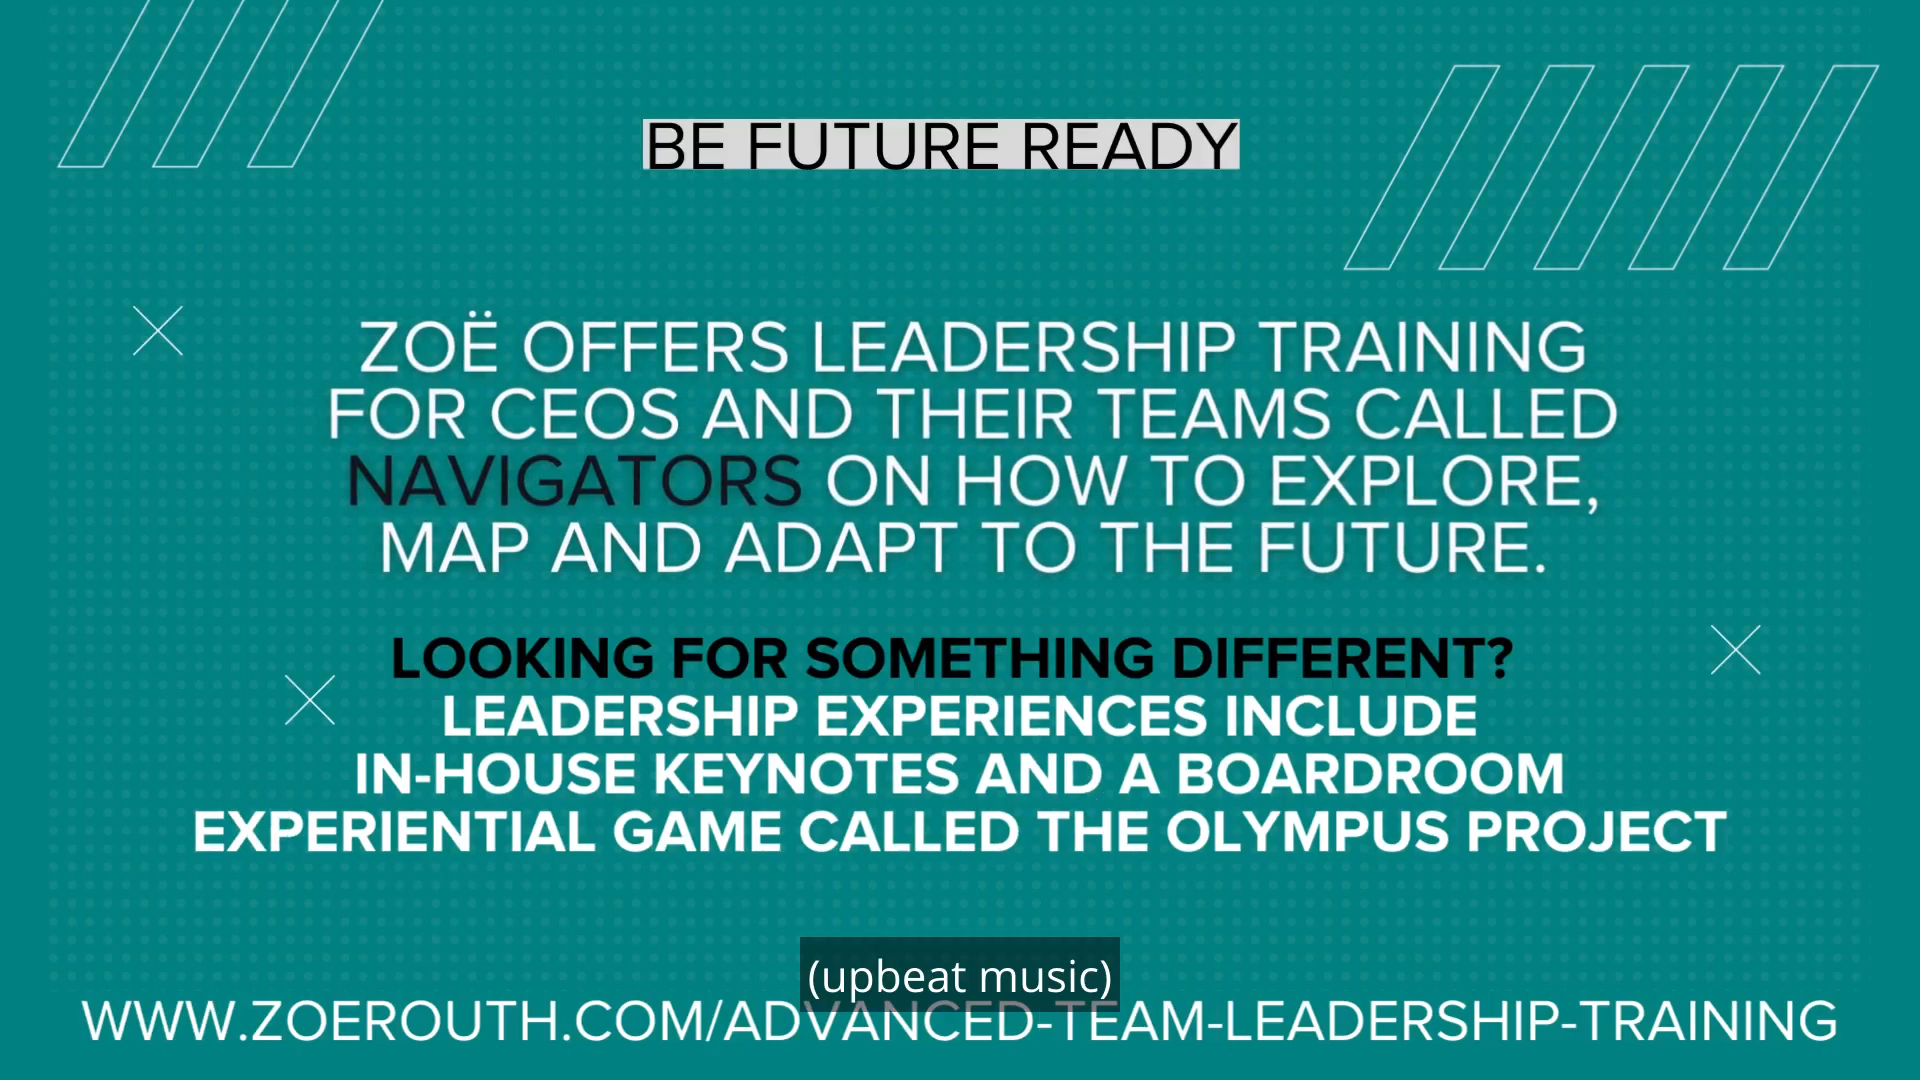 BE FUTURE READY
ZOË OFFERS LEADERSHIP TRAINING
FOR CEOS AND THEIR TEAMS CALLED
NAVIGATORS ON HOW TO EXPLORE,
MAP AND ADAPT TO THE FUTURE.
LOOKING FOR SOMETHING DIFFERENT?
LEADERSHIP EXPERIENCES INCLUDE
IN-HOUSE KEYNOTES AND A BOARDROOM
EXPERIENTIAL GAME CALLED THE OLYMPUS PROJECT
(upbeat music)
WWW.ZOEROUTH.COM/ADVANCED-TEAM-LEADERSHIP-TRAINING